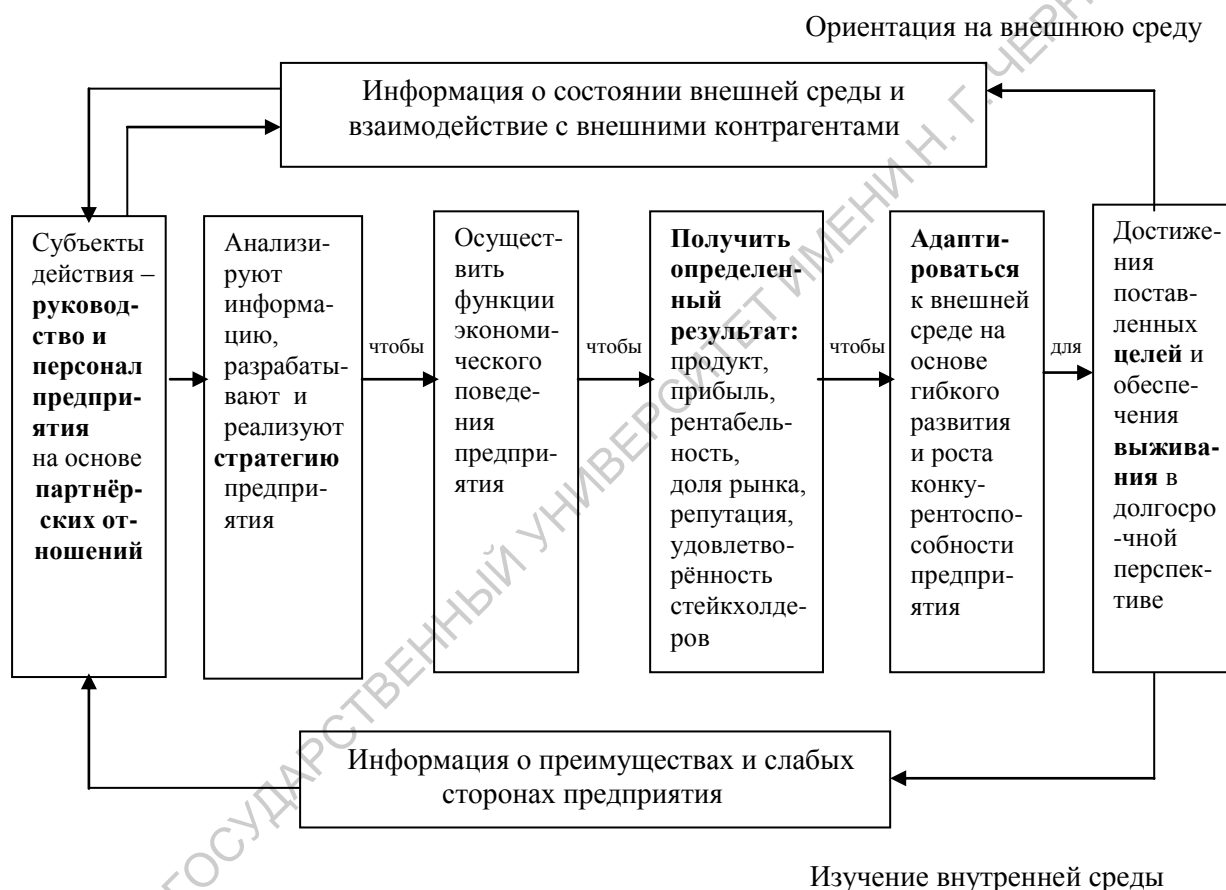 Ориентация на внешнюю среду
Информация о состоянии внешней среды и
взаимодействие с внешними контрагентами
Субъекты
действия –
руковод-
ство и
персонал
предпри-
ятия
на основе
партнёр-
ских от-
ношений
Анализи-
руют
информа-
цию,
разрабаты-
вают и
реализуют
стратегию
предпри-
ятия
чтобы
Осущест-
вить
функции
экономи-
ческого
поведе-
ния
предпри-
ятия
чтобы
Получить
определен-
ный
результат:
продукт,
прибыль,
рентабель-
ность,
доля рынка,
репутация,
удовлетво-
рённость
стейкхолде-
ров
чтобы
Адапти-
роваться
к внешней
среде на
основе
гибкого
развития
и роста
конку-
рентоспо-
собности
предпри-
ятия
для
Достиже-
ния
постав-
ленных
целей и
обеспе-
чения
выжива-
ния в
долгосро
-чной
перспек-
тиве
Информация о преимуществах и слабых
сторонах предприятия
Изучение внутренней среды
ГОСУДАРСТВЕННЫЙ УНИВЕРСИТЕТ ИМЕНИ Н. Г.